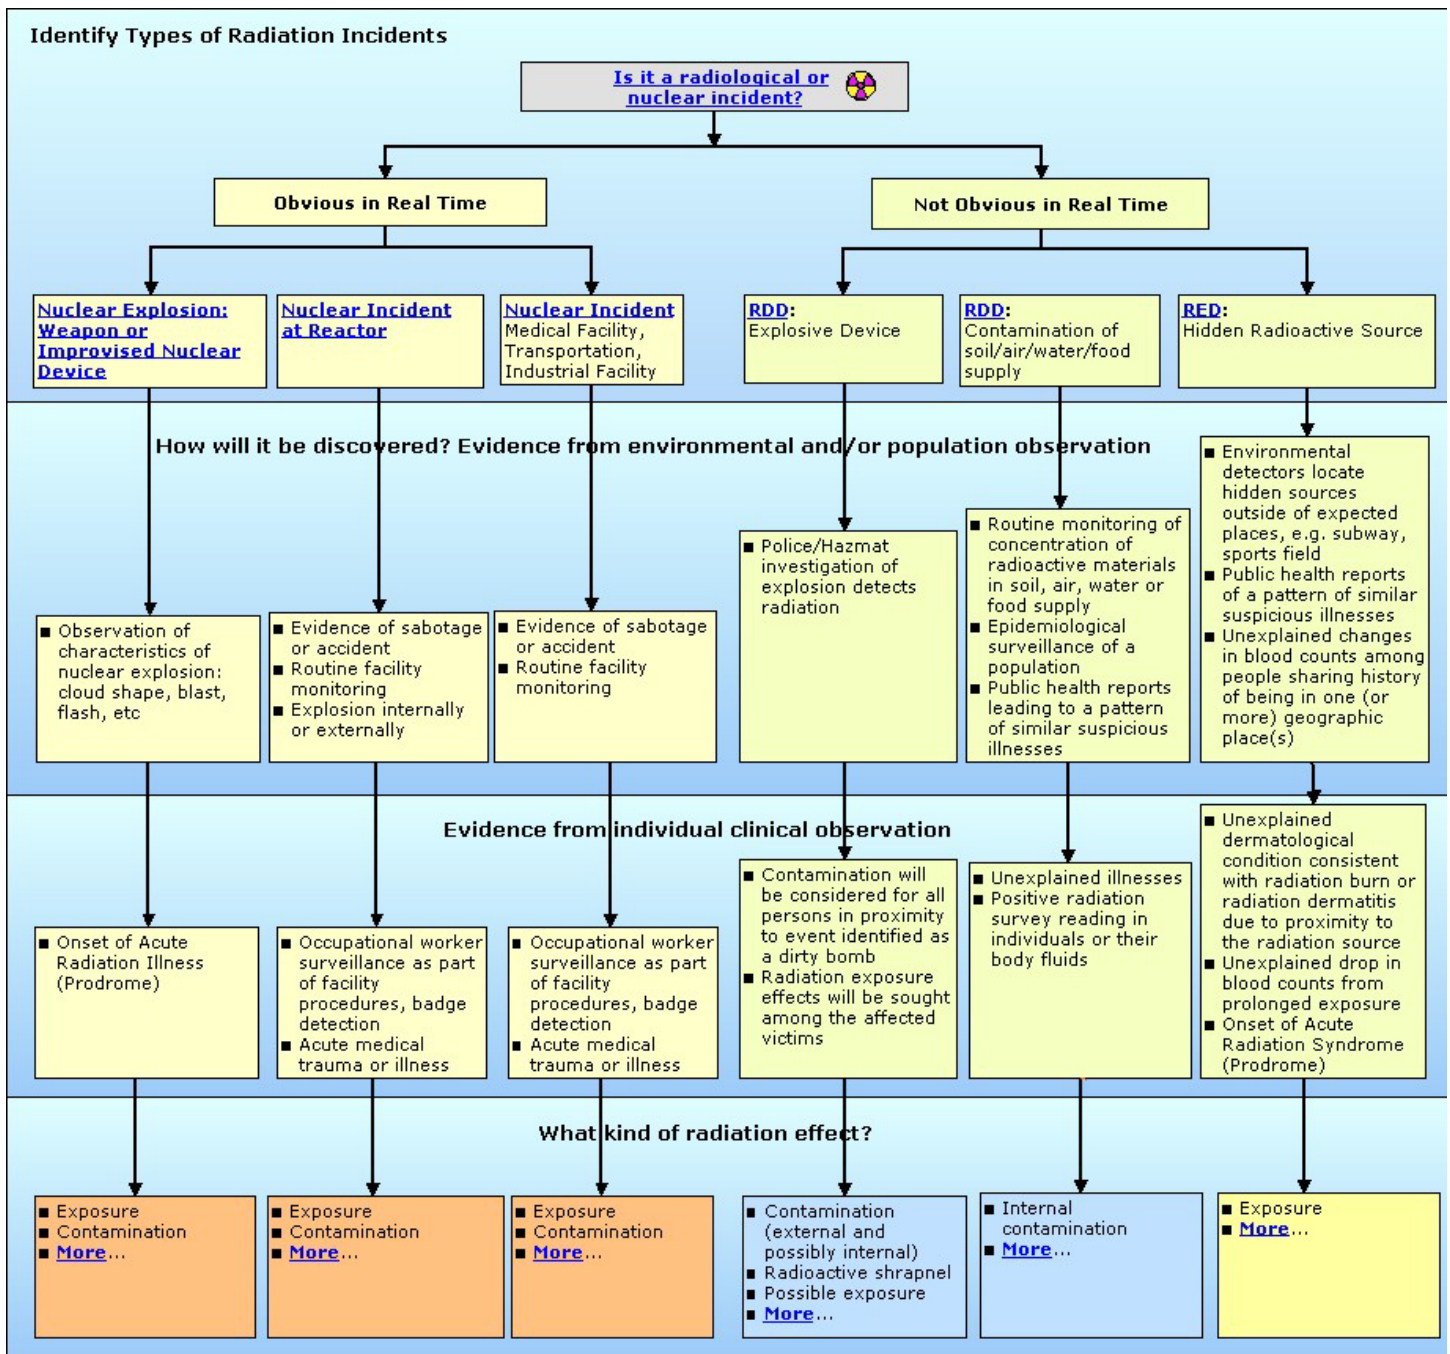 Identify Types of Radiation Incidents
Is it a radiological or
nuclear incident?
Obvious in Real Time
Not Obvious in Real Time
Nuclear Explosion:
Weapon or
Improvised Nuclear
Device
Nuclear Incident
at Reactor
Nuclear Incident
Medical Facility,
Transportation,
Industrial Facility
RDD:
Explosive Device
RDD:
Contamination of
soil/air/water/food
supply
RED:
Hidden Radioactive Source
How will it be discovered? Evidence from environmental and/or population observation
■ Observation of
characteristics of
nuclear explosion:
cloud shape, blast,
flash, etc
■ Evidence of sabotage
or accident
■ Routine facility
monitoring
■ Explosion internally
or externally
■ Evidence of sabotage
or accident
■ Routine facility
monitoring
■ Police/Hazmat
investigation of
explosion detects
radiation
■ Routine monitoring of
concentration of
radioactive materials
in soil, air, water or
food supply
■ Epidemiological
surveillance of a
population
■ Public health reports
leading to a pattern
of similar suspicious
illnesses
■ Environmental
detectors locate
hidden sources
outside of expected
places, e.g. subway,
sports field
■ Public health reports
of a pattern of similar
suspicious illnesses
■ Unexplained changes
in blood counts among
people sharing history
of being in one (or
more) geographic
place(s)
Evidence from individual clinical observation
■ Onset of Acute
Radiation Illness
(Prodrome)
■ Occupational worker
surveillance as part
of facility
procedures, badge
detection
■ Acute medical
trauma or illness
■ Occupational worker
surveillance as part
of facility
procedures, badge
detection
■ Acute medical
trauma or illness
■ Contamination will
be considered for all
persons in proximity
to event identified as
a dirty bomb
■ Radiation exposure
effects will be sought
among the affected
victims
■ Unexplained illnesses
■ Positive radiation
survey reading in
individuals or their
body fluids
■ Unexplained
dermatological
condition consistent
with radiation burn or
radiation dermatitis
due to proximity to
the radiation source
■ Unexplained drop in
blood counts from
prolonged exposure
■ Onset of Acute
Radiation Syndrome
(Prodrome)
What kind of radiation effect?
■ Exposure
■ Contamination
■ More...
■ Exposure
■ Contamination
■ More...
■ Exposure
■ Contamination
■ More...
■ Contamination
(external and
possibly internal)
■ Radioactive shrapnel
■ Possible exposure
■ More...
■ Internal
contamination
■ More...
■ Exposure
■ More...